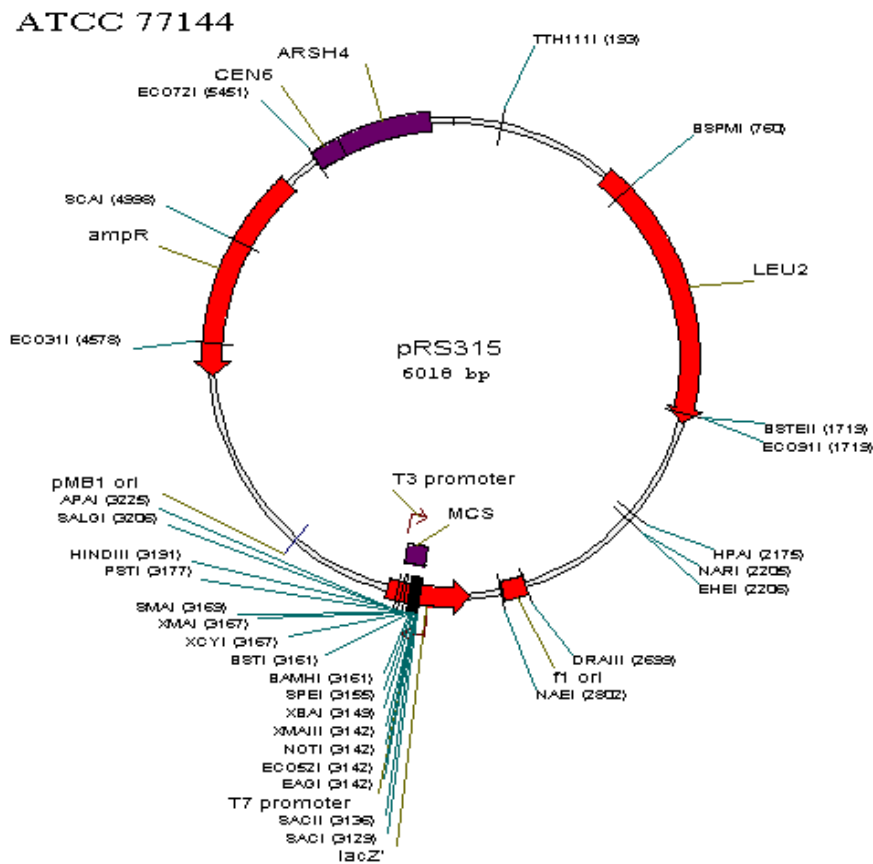 ATCC 77144
ARSH4
CEN6
ECO72I (5451)
TTH111I (193)
BSPMI (760)
SCAI (4998)
ampR
LEU2
ECO31I (4578)
pRS315
6018 bp
BSTEII (1719)
ECO91I (1719)
T3 promoter
MCS
pMB1 ori
APAI (3225)
SALGI (3206)
HINDIII (3191)
PSTI (3177)
SMAI (3169)
XMAI (3167)
XCYI (3167)
BSTI (3161)
BAMHI (3161)
SPEI (3155)
XBAI (3149)
XMAIII (3142)
NOTI (3142)
ECO52I (3142)
EAGI (3142)
T7 promoter
SACII (3136)
SACI (3129)
lacZ'
HPAI (2175)
NARI (2205)
EHEI (2206)
DRAIII (2699)
f1 ori
NAEI (2802)